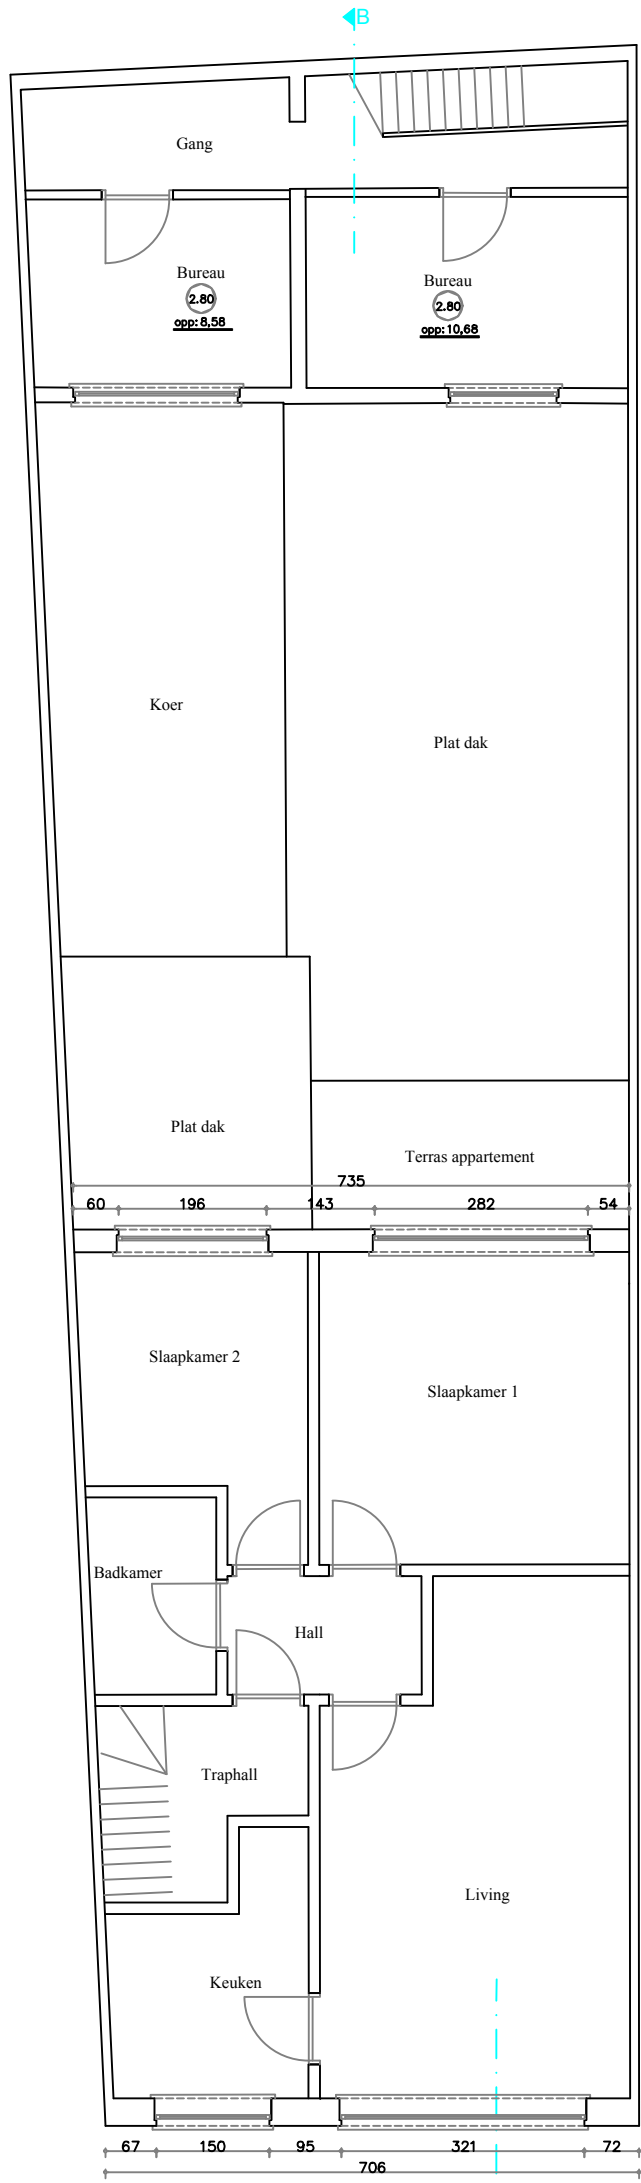 B
Gang
Bureau
2.80
opp: 8,58
Bureau
2.80
opp: 10,68
Koer
Plat dak
Plat dak
Terras appartement
735
60 196 143 282 54
Slaapkamer 2
Slaapkamer 1
Badkamer
Hall
Traphall
Living
Keuken
67 150 95 321 72
706